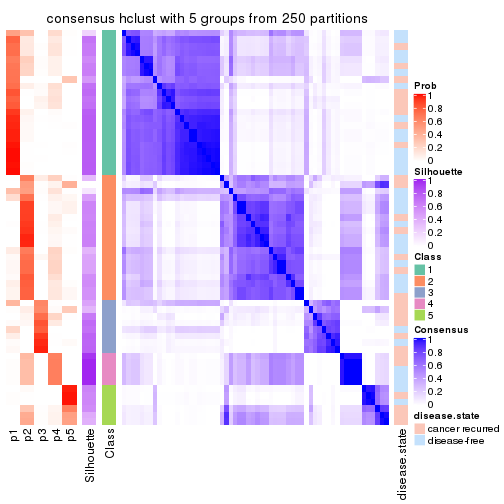 consensus hclust with 5 groups from 250 partitions
Prob
1
0.8
0.6
0.4
0.2
0
Silhouette
1
0.8
0.6
0.4
0.2
0
Class
1
2
3
4
5
Consensus
1
0.8
0.6
0.4
0.2
0
disease.state
cancer recurred
disease-free
p1
p2
p3
p4
p5
Silhouette
Class
disease.state